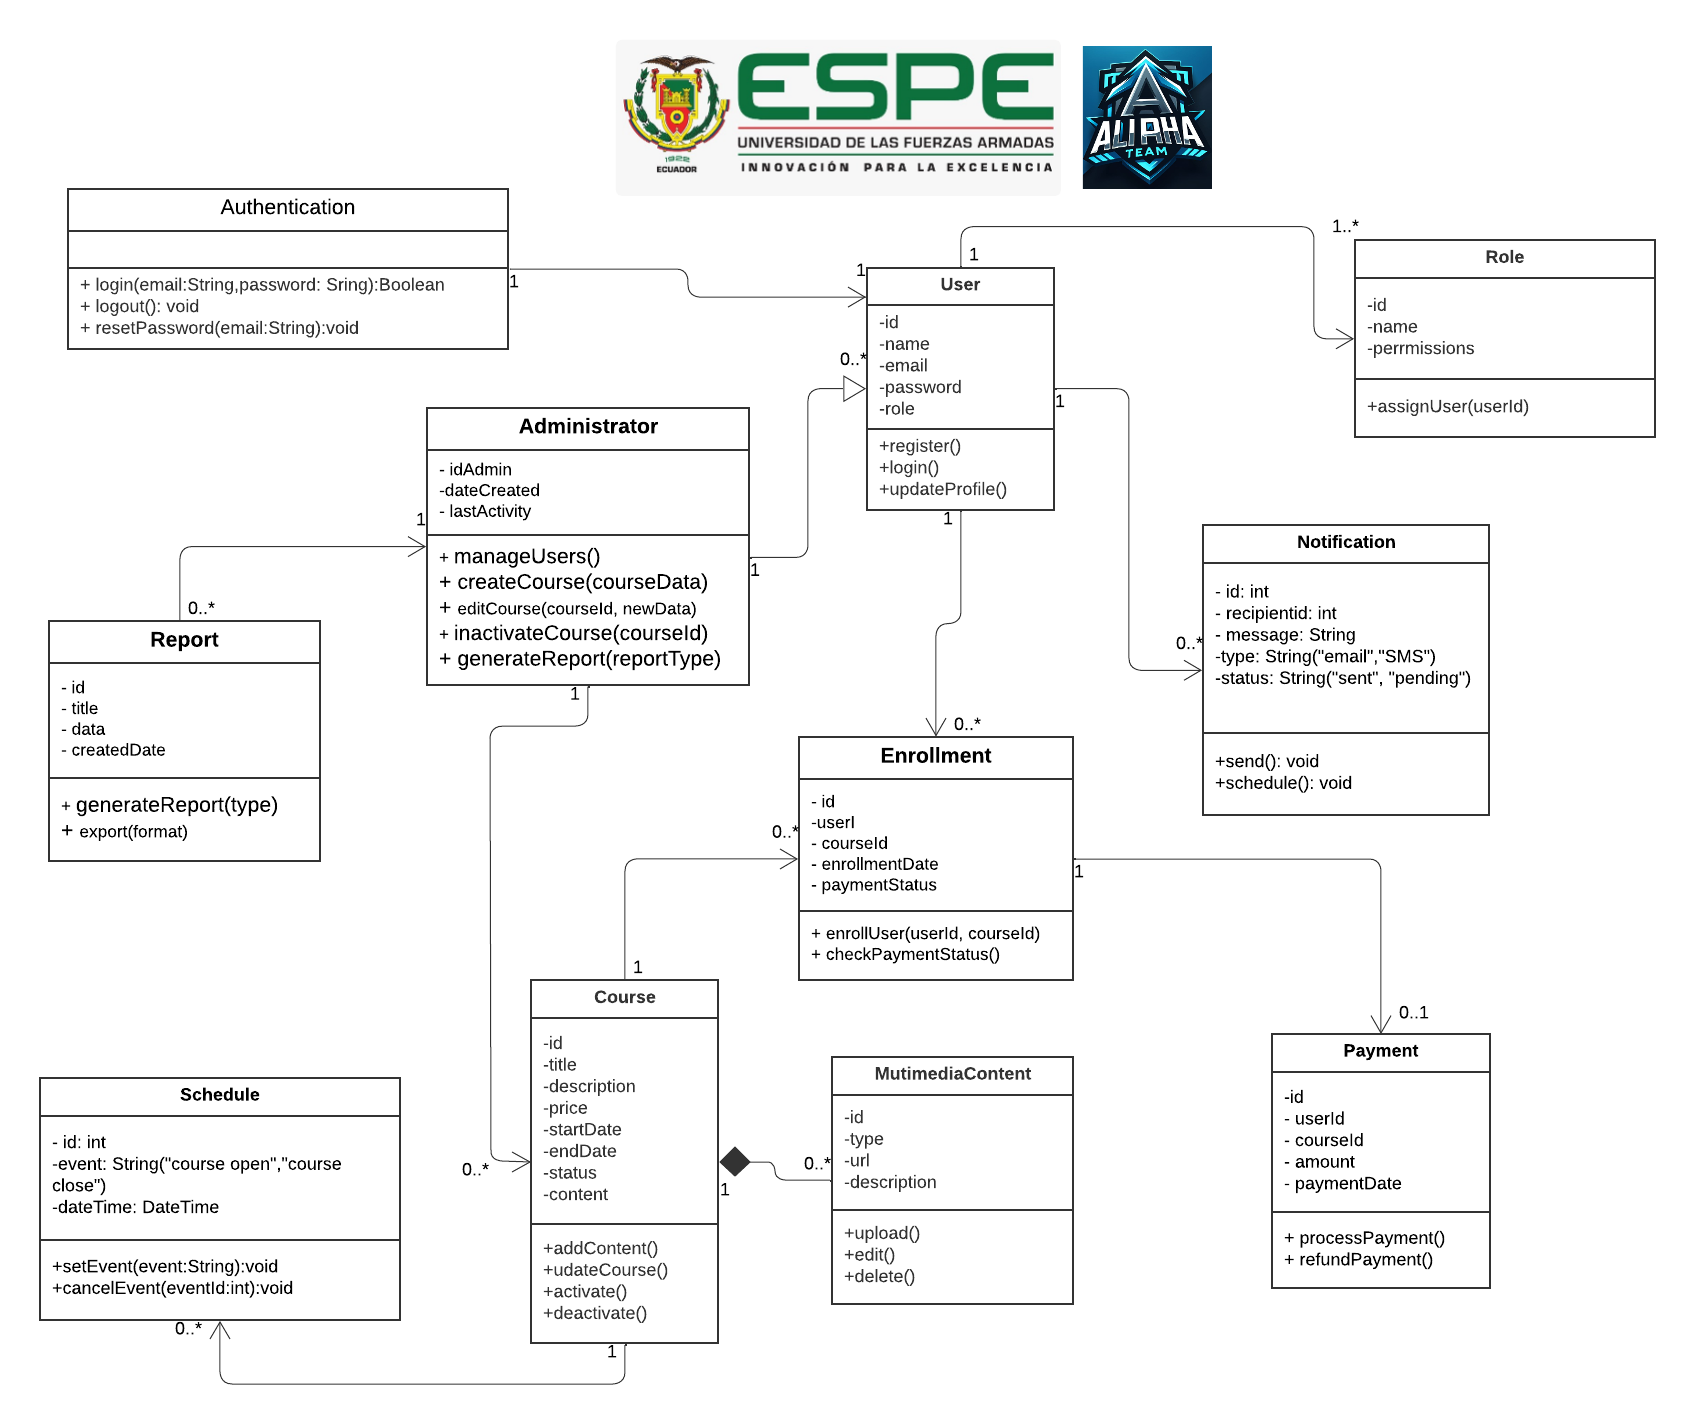 ESPE
UNIVERSIDAD DE LAS FUERZAS ARMADAS
INNOVACIÓN PARA LA EXCELENCIA
1922
ECUADOR
ALIPHA
TEAM
Authentication
+ login(email:String,password: Sring):Boolean
+ logout(): void
+ resetPassword(email:String):void
1
1
User
-id
-name
-email
-password
-role
+register()
+login()
+updateProfile()
1
1..*
Role
-id
-name
-perrmissions
+assignUser(userId)
0..*
1
Administrator
- idAdmin
-dateCreated
- lastActivity
+ manageUsers()
+ createCourse(courseData)
+ editCourse(courseId, newData)
+ inactivateCourse(courseId)
+ generateReport(reportType)
1
1
0..*
Report
- id
- title
- data
- createdDate
+ generateReport(type)
+ export(format)
1
0..*
Notification
- id: int
- recipientid: int
- message: String
-type: String("email","SMS")
-status: String("sent", "pending")
+send(): void
+schedule(): void
1
0..*
Enrollment
- id
-userI
- courseId
- enrollmentDate
- paymentStatus
+ enrollUser(userId, courseId)
+ checkPaymentStatus()
0..*
1
1
0..1
Course
-id
-title
-description
-price
-startDate
-endDate
-status
-content
+addContent()
+udateCourse()
+activate()
+deactivate()
1
0..*
0..*
1
MutimediaContent
-id
-type
-url
-description
+upload()
+edit()
+delete()
Payment
-id
- userId
- courseId
- amount
- paymentDate
+ processPayment()
+ refundPayment()
Schedule
- id: int
-event: String("course open","course
close")
-dateTime: DateTime
+setEvent(event:String):void
+cancelEvent(eventId:int):void
0..*
1